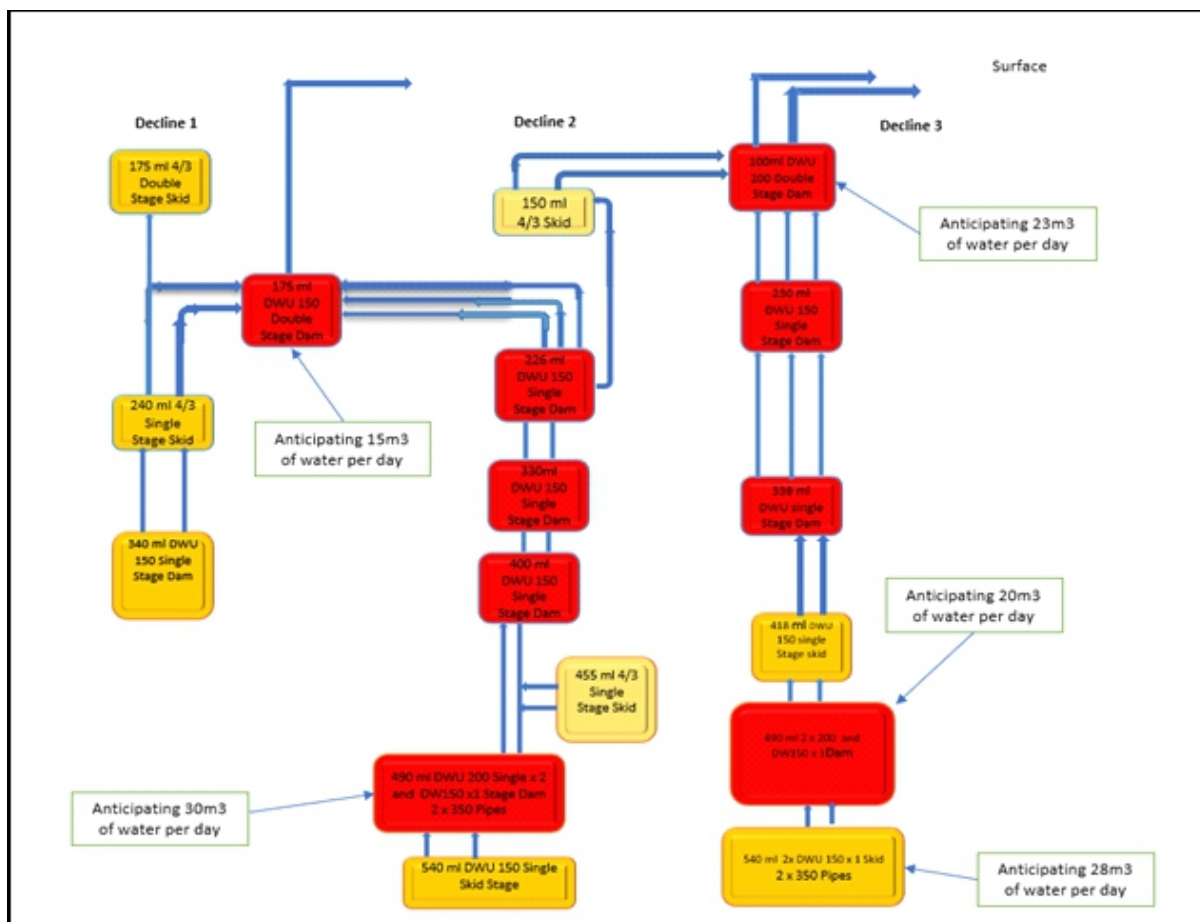 Surface
Decline 1
Decline 2
Decline 3
175 ml 4/3
Double
Stage Skid
150 ml
4/3 Skid
100ml DWU
200 Double
Stage Dam
Anticipating 23m3
of water per day
175 ml
DWU 150
Double
Stage Dam
250 ml
DWU 150
Single
Stage Dam
226 ml
DWU 150
Single
Stage Dam
240 ml 4/3
Single
Stage Skid
Anticipating 15m3
of water per day
330ml
DWU 150
Single
Stage Dam
338 ml
DWU single
Stage Dam
340 ml DWU
150 Single
Stage Dam
400 ml
DWU 150
Single
Stage Dam
Anticipating 20m3
of water per day
418 ml DWU
150 single
Stage skid
455 ml 4/3
Single
Stage Skid
490 ml 2 x 200 and
DW150 x 1Dam
490 ml DWU 200 Single x 2
and DW150 x1 Stage Dam
2 x 350 Pipes
Anticipating 30m3
of water per day
540 ml DWU 150 Single
Skid Stage
540 ml 2x DWU 150 x 1 Skid
2 x 350 Pipes
Anticipating 28m3
of water per day